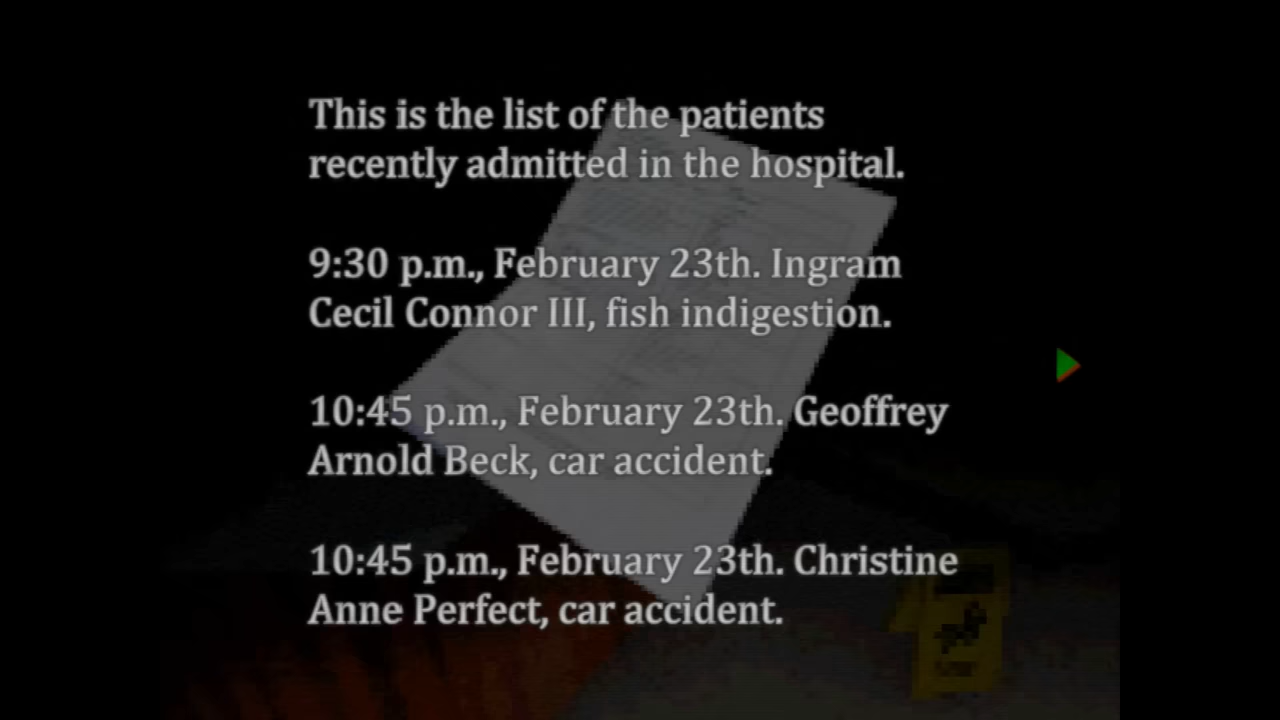 This is the list of the patients
recently admitted in the hospital.
9:30 p.m., February 23th. Ingram
Cecil Connor III, fish indigestion.
10:45 p.m., February 23th. Geoffrey
Arnold Beck, car accident.
10:45 p.m., February 23th. Christine
Anne Perfect, car accident.